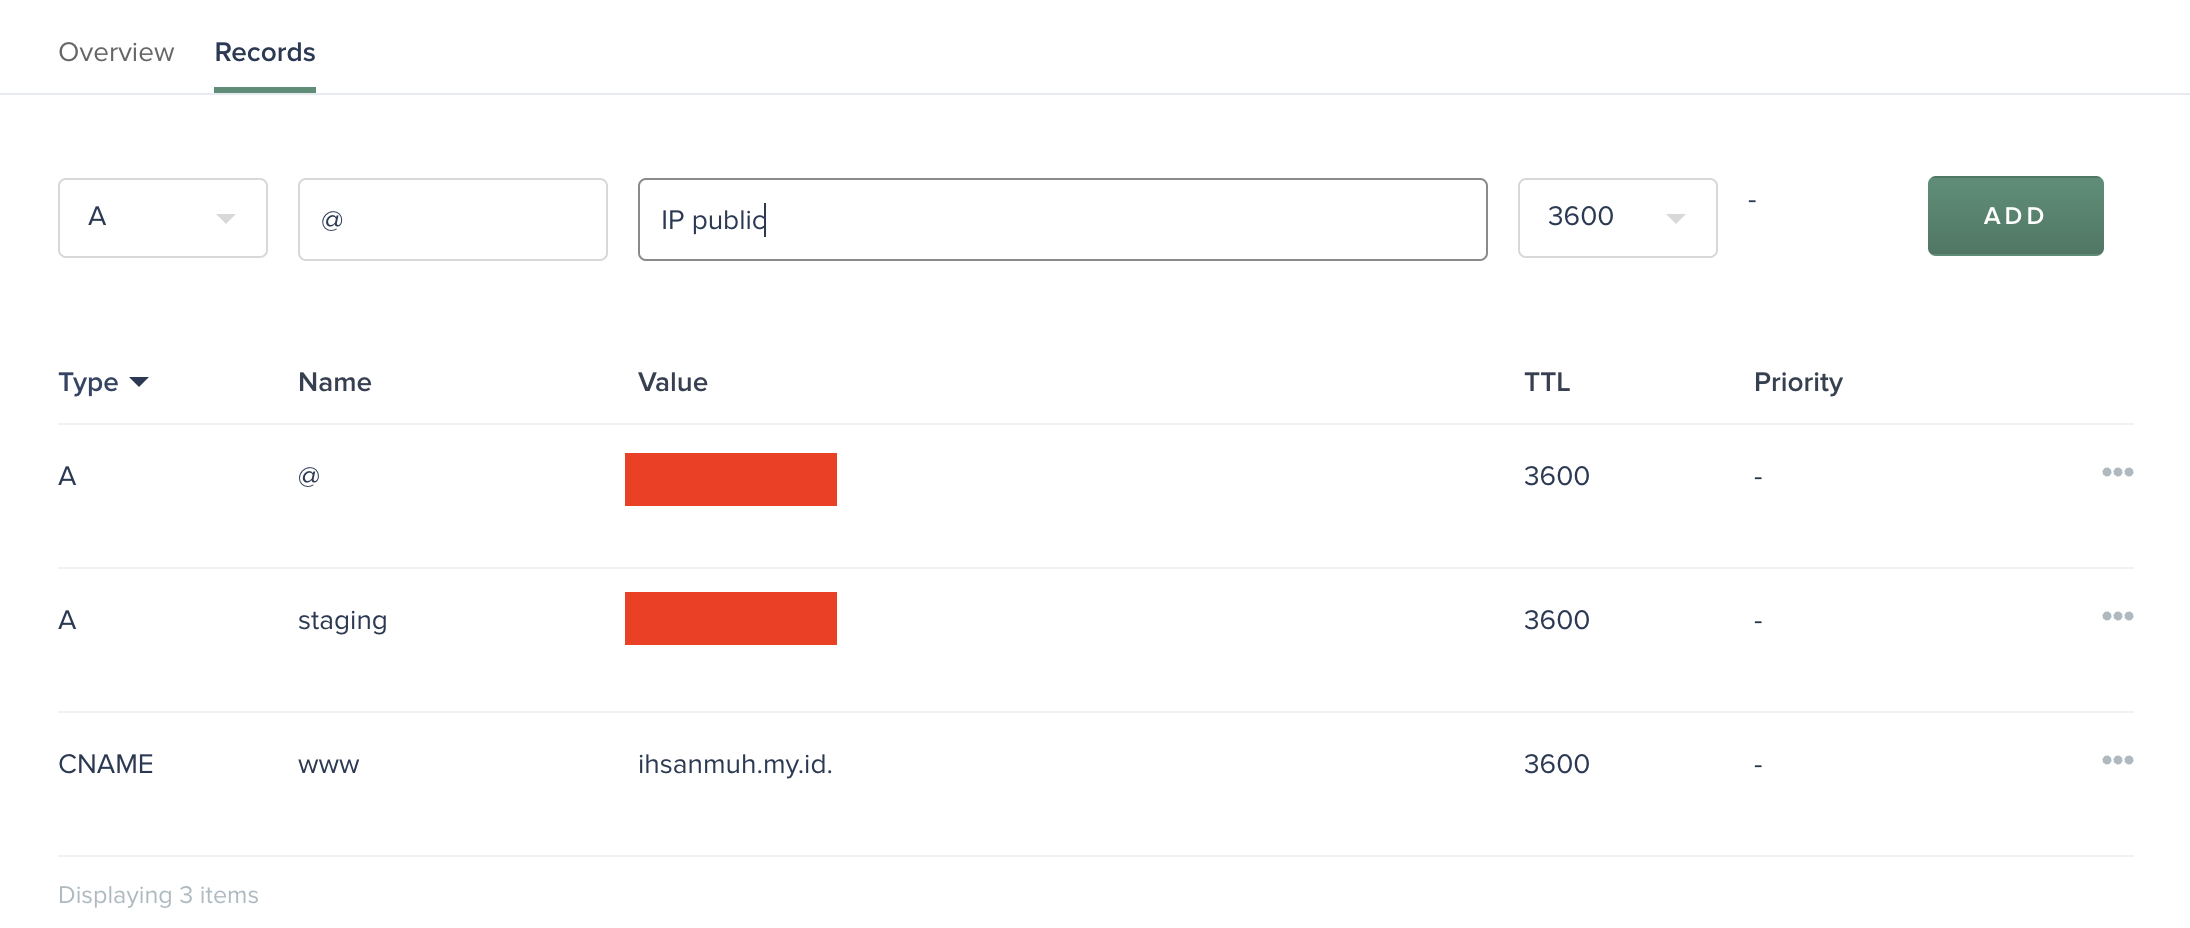 Overview Records
A @ IP public 3600 - ADD
Type Name Value TTL Priority
A @ 3600 -
A staging 3600 -
CNAME www ihsanmuh.my.id. 3600 -
Displaying 3 items